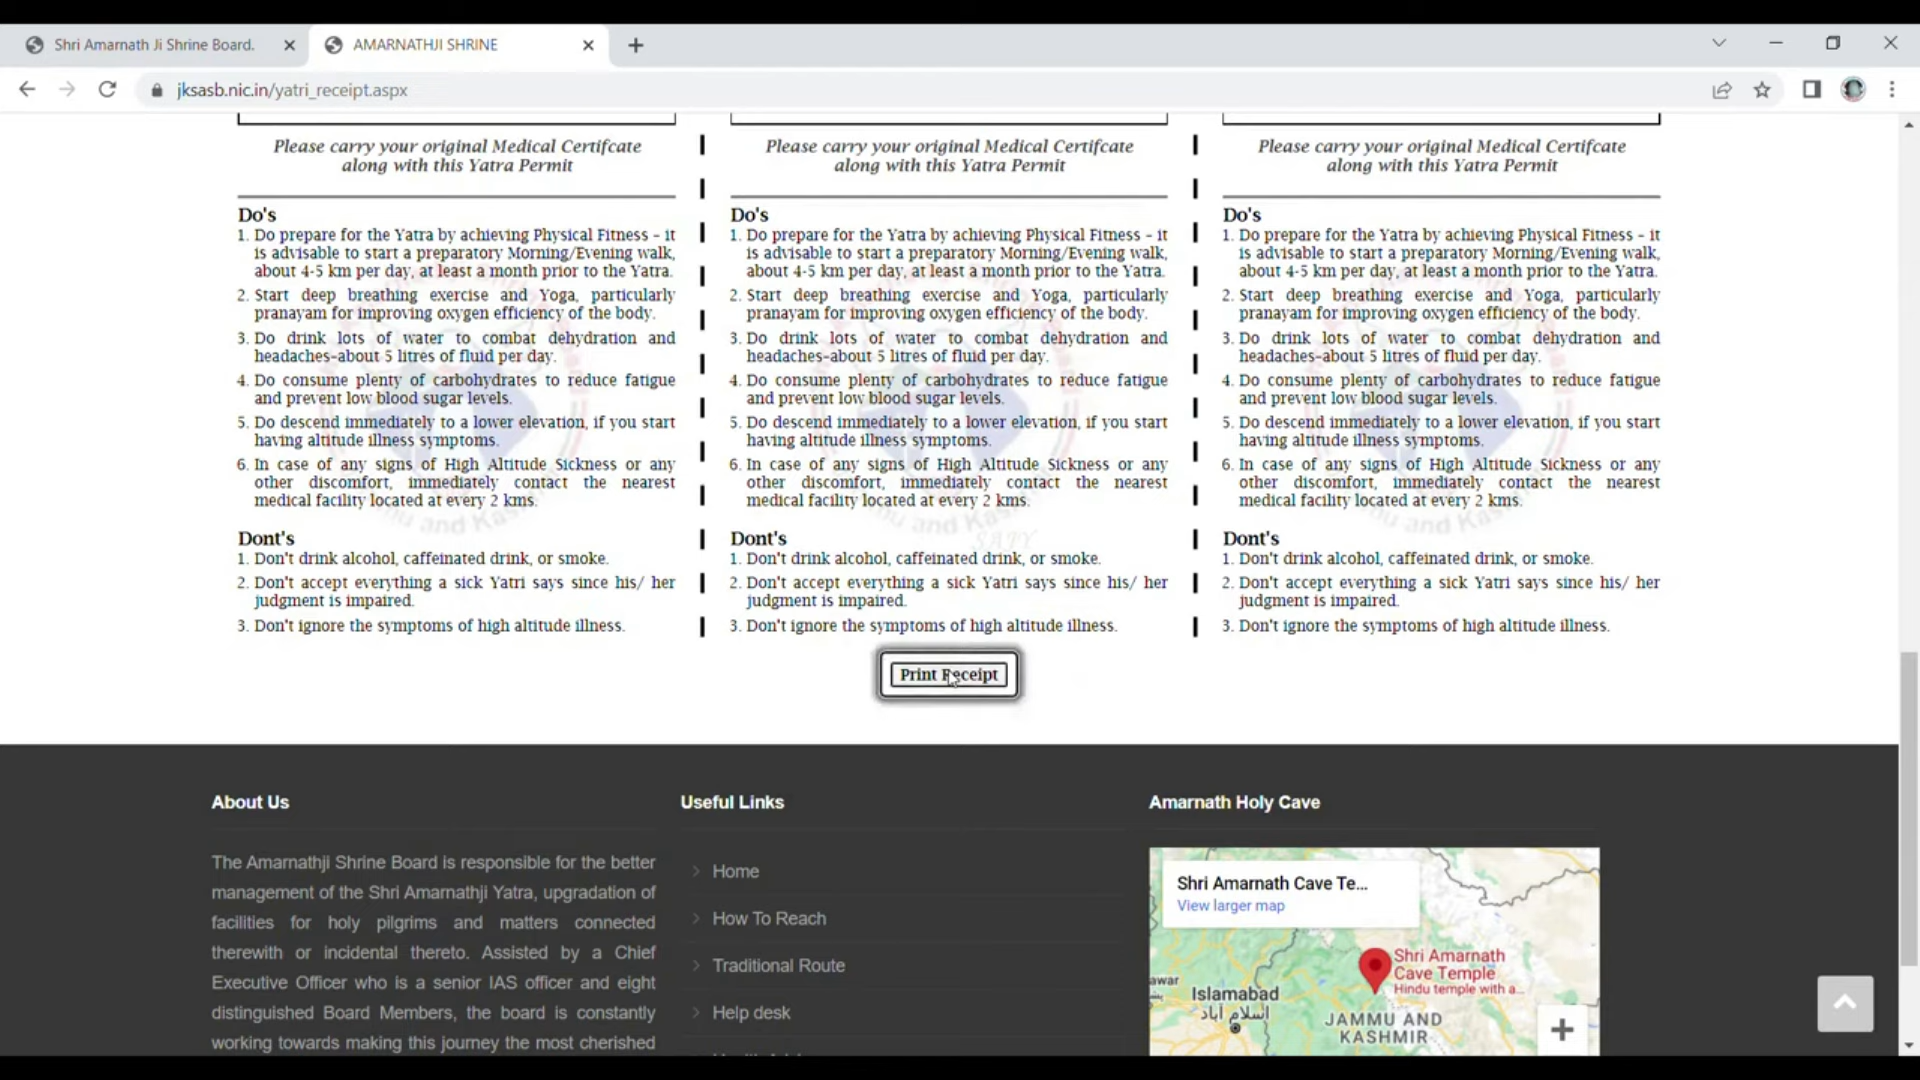 Shri Amarnath Ji Shrine Board.
AMARNATHJI SHRINE
jksasb.nic.in/yatri_receipt.aspx
Please carry your original Medical Certifcate
along with this Yatra Permit
Do's
1. Do prepare for the Yatra by achieving Physical Fitness - it
is advisable to start a preparatory Morning/Evening walk,
about 4-5 km per day, at least a month prior to the Yatra.
2. Start deep breathing exercise and Yoga, particularly
pranayam for improving oxygen efficiency of the body.
3. Do drink lots of water to combat dehydration and
headaches-about 5 litres of fluid per day.
4. Do consume plenty of carbohydrates to reduce fatigue
and prevent low blood sugar levels.
5. Do descend immediately to a lower elevation, if you start
having altitude illness symptoms.
6. In case of any signs of High Altitude Sickness or any
other discomfort, immediately contact the nearest
medical facility located at every 2 kms.
Dont's
1. Don't drink alcohol, caffeinated drink, or smoke.
2. Don't accept everything a sick Yatri says since his/ her
judgment is impaired.
3. Don't ignore the symptoms of high altitude illness.
Please carry your original Medical Certifcate
along with this Yatra Permit
Do's
1. Do prepare for the Yatra by achieving Physical Fitness - it
is advisable to start a preparatory Morning/Evening walk,
about 4-5 km per day, at least a month prior to the Yatra.
2. Start deep breathing exercise and Yoga, particularly
pranayam for improving oxygen efficiency of the body.
3. Do drink lots of water to combat dehydration and
headaches-about 5 litres of fluid per day.
4. Do consume plenty of carbohydrates to reduce fatigue
and prevent low blood sugar levels.
5. Do descend immediately to a lower elevation, if you start
having altitude illness symptoms.
6. In case of any signs of High Altitude Sickness or any
other discomfort, immediately contact the nearest
medical facility located at every 2 kms.
Dont's
1. Don't drink alcohol, caffeinated drink, or smoke.
2. Don't accept everything a sick Yatri says since his/ her
judgment is impaired.
3. Don't ignore the symptoms of high altitude illness.
Please carry your original Medical Certifcate
along with this Yatra Permit
Do's
1. Do prepare for the Yatra by achieving Physical Fitness - it
is advisable to start a preparatory Morning/Evening walk,
about 4-5 km per day, at least a month prior to the Yatra.
2. Start deep breathing exercise and Yoga, particularly
pranayam for improving oxygen efficiency of the body.
3. Do drink lots of water to combat dehydration and
headaches-about 5 litres of fluid per day.
4. Do consume plenty of carbohydrates to reduce fatigue
and prevent low blood sugar levels.
5. Do descend immediately to a lower elevation, if you start
having altitude illness symptoms.
6. In case of any signs of High Altitude Sickness or any
other discomfort, immediately contact the nearest
medical facility located at every 2 kms.
Dont's
1. Don't drink alcohol, caffeinated drink, or smoke.
2. Don't accept everything a sick Yatri says since his/ her
judgment is impaired.
3. Don't ignore the symptoms of high altitude illness.
Print Receipt
About Us
The Amarnathji Shrine Board is responsible for the better
management of the Shri Amarnathji Yatra, upgradation of
facilities for holy pilgrims and matters connected
therewith or incidental thereto. Assisted by a Chief
Executive Officer who is a senior IAS officer and eight
distinguished Board Members, the board is constantly
working towards making this journey the most cherished
Useful Links
Home
How To Reach
Traditional Route
Help desk
Amarnath Holy Cave
Shri Amarnath Cave Te...
View larger map
Shri Amarnath
Cave Temple
Hindu temple with a...
awar
Islamabad
اسلام آباد
JAMMU AND
KASHMIR